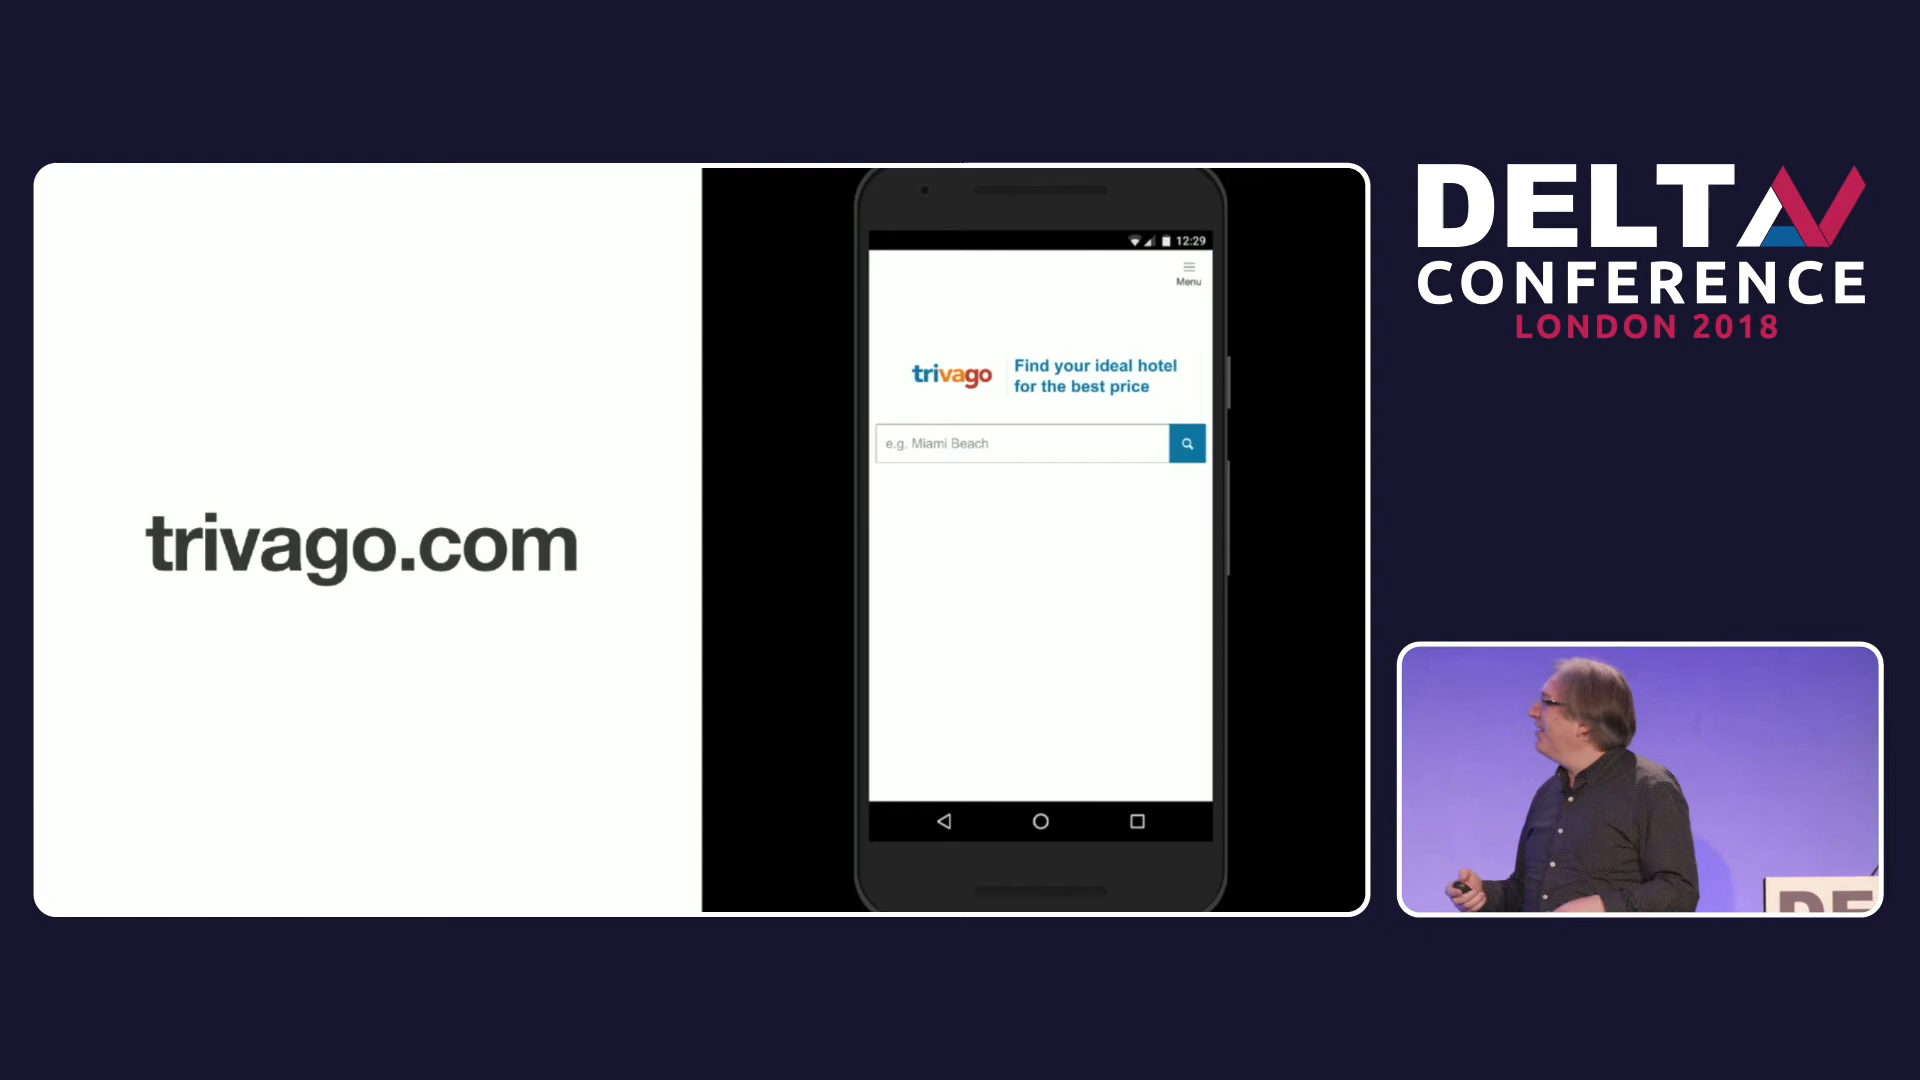 trivago.com
12:29
Menu
trivago
Find your ideal hotel
for the best price
e.g. Miami Beach
DELTA V
CONFERENCE
LONDON 2018
DE